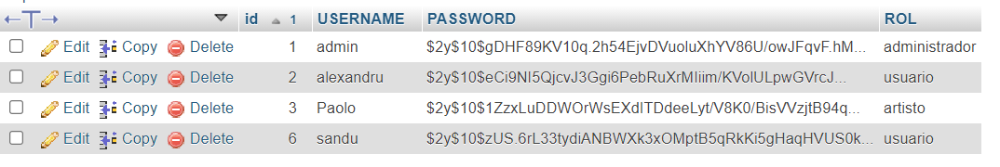 id 1 USERNAME PASSWORD ROL
Edit Copy Delete 1 admin $2y$10$gDHF89KV10q.2h54EjvDVuoluXhYV86U/owJFqvF.hM... administrador
Edit Copy Delete 2 alexandru $2y$10$eCi9NI5QjcvJ3Ggi6PebRuXrMIiim/KVolULpwGVrcJ... usuario
Edit Copy Delete 3 Paolo $2y$10$1ZzxLuDDWOrWsEXdITDdeeLyt/V8K0/BisVVzjtB94q... artisto
Edit Copy Delete 6 sandu $2y$10$zUS.6rL33tydiANBWXk3xOMptB5qRkKi5gHaqHVUS0k... usuario